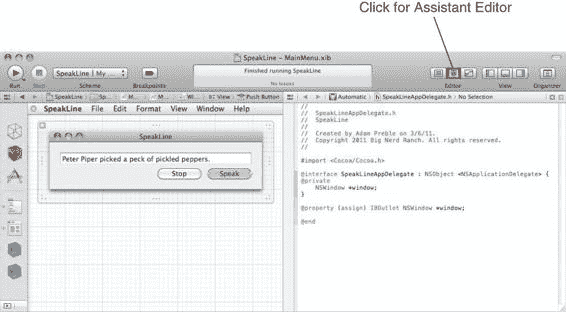 Click for Assistant Editor
SpeakLine – MainMenu.xib
Finished running SpeakLine
No Issues
SpeakLine | My ...
Run
Stop
Scheme
Breakpoints
Editor
View
Organizer
M... M... Wi... View Push Button
Automatic SpeakLineAppDelegate.h No Selection
SpeakLine File Edit Format View Window Help
SpeakLine
Peter Piper picked a peck of pickled peppers.
Stop
Speak
//
// SpeakLineAppDelegate.h
// SpeakLine
//
// Created by Adam Preble on 3/6/11.
// Copyright 2011 Big Nerd Ranch. All rights reserved.
//
#import <Cocoa/Cocoa.h>
@interface SpeakLineAppDelegate : NSObject <NSApplicationDelegate> {
@private
NSWindow *window;
}
@property (assign) IBOutlet NSWindow *window;
@end